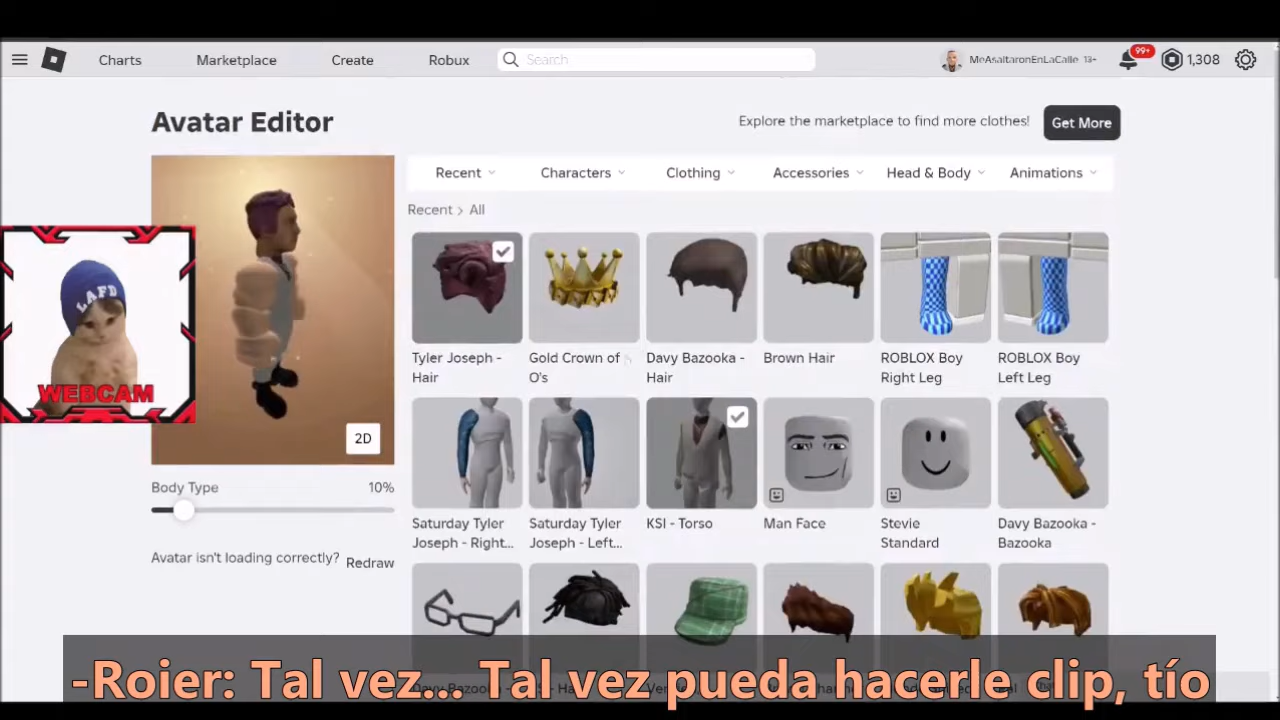 Charts
Marketplace
Create
Robux
Search
MeAsaltaronEnLaCalle 13+
99+
1,308
Avatar Editor
Explore the marketplace to find more clothes!
Get More
Recent
Characters
Clothing
Accessories
Head & Body
Animations
Recent > All
LAFD
WEBCAM
2D
Body Type
10%
Avatar isn't loading correctly?
Redraw
Tyler Joseph -
Hair
Gold Crown of
O's
Davy Bazooka -
Hair
Brown Hair
ROBLOX Boy
Right Leg
ROBLOX Boy
Left Leg
Saturday Tyler
Joseph - Right...
Saturday Tyler
Joseph - Left...
KSI - Torso
Man Face
Stevie
Standard
Davy Bazooka -
Bazooka
-Roier: Tal vez... Tal vez pueda hacerle clip, tío